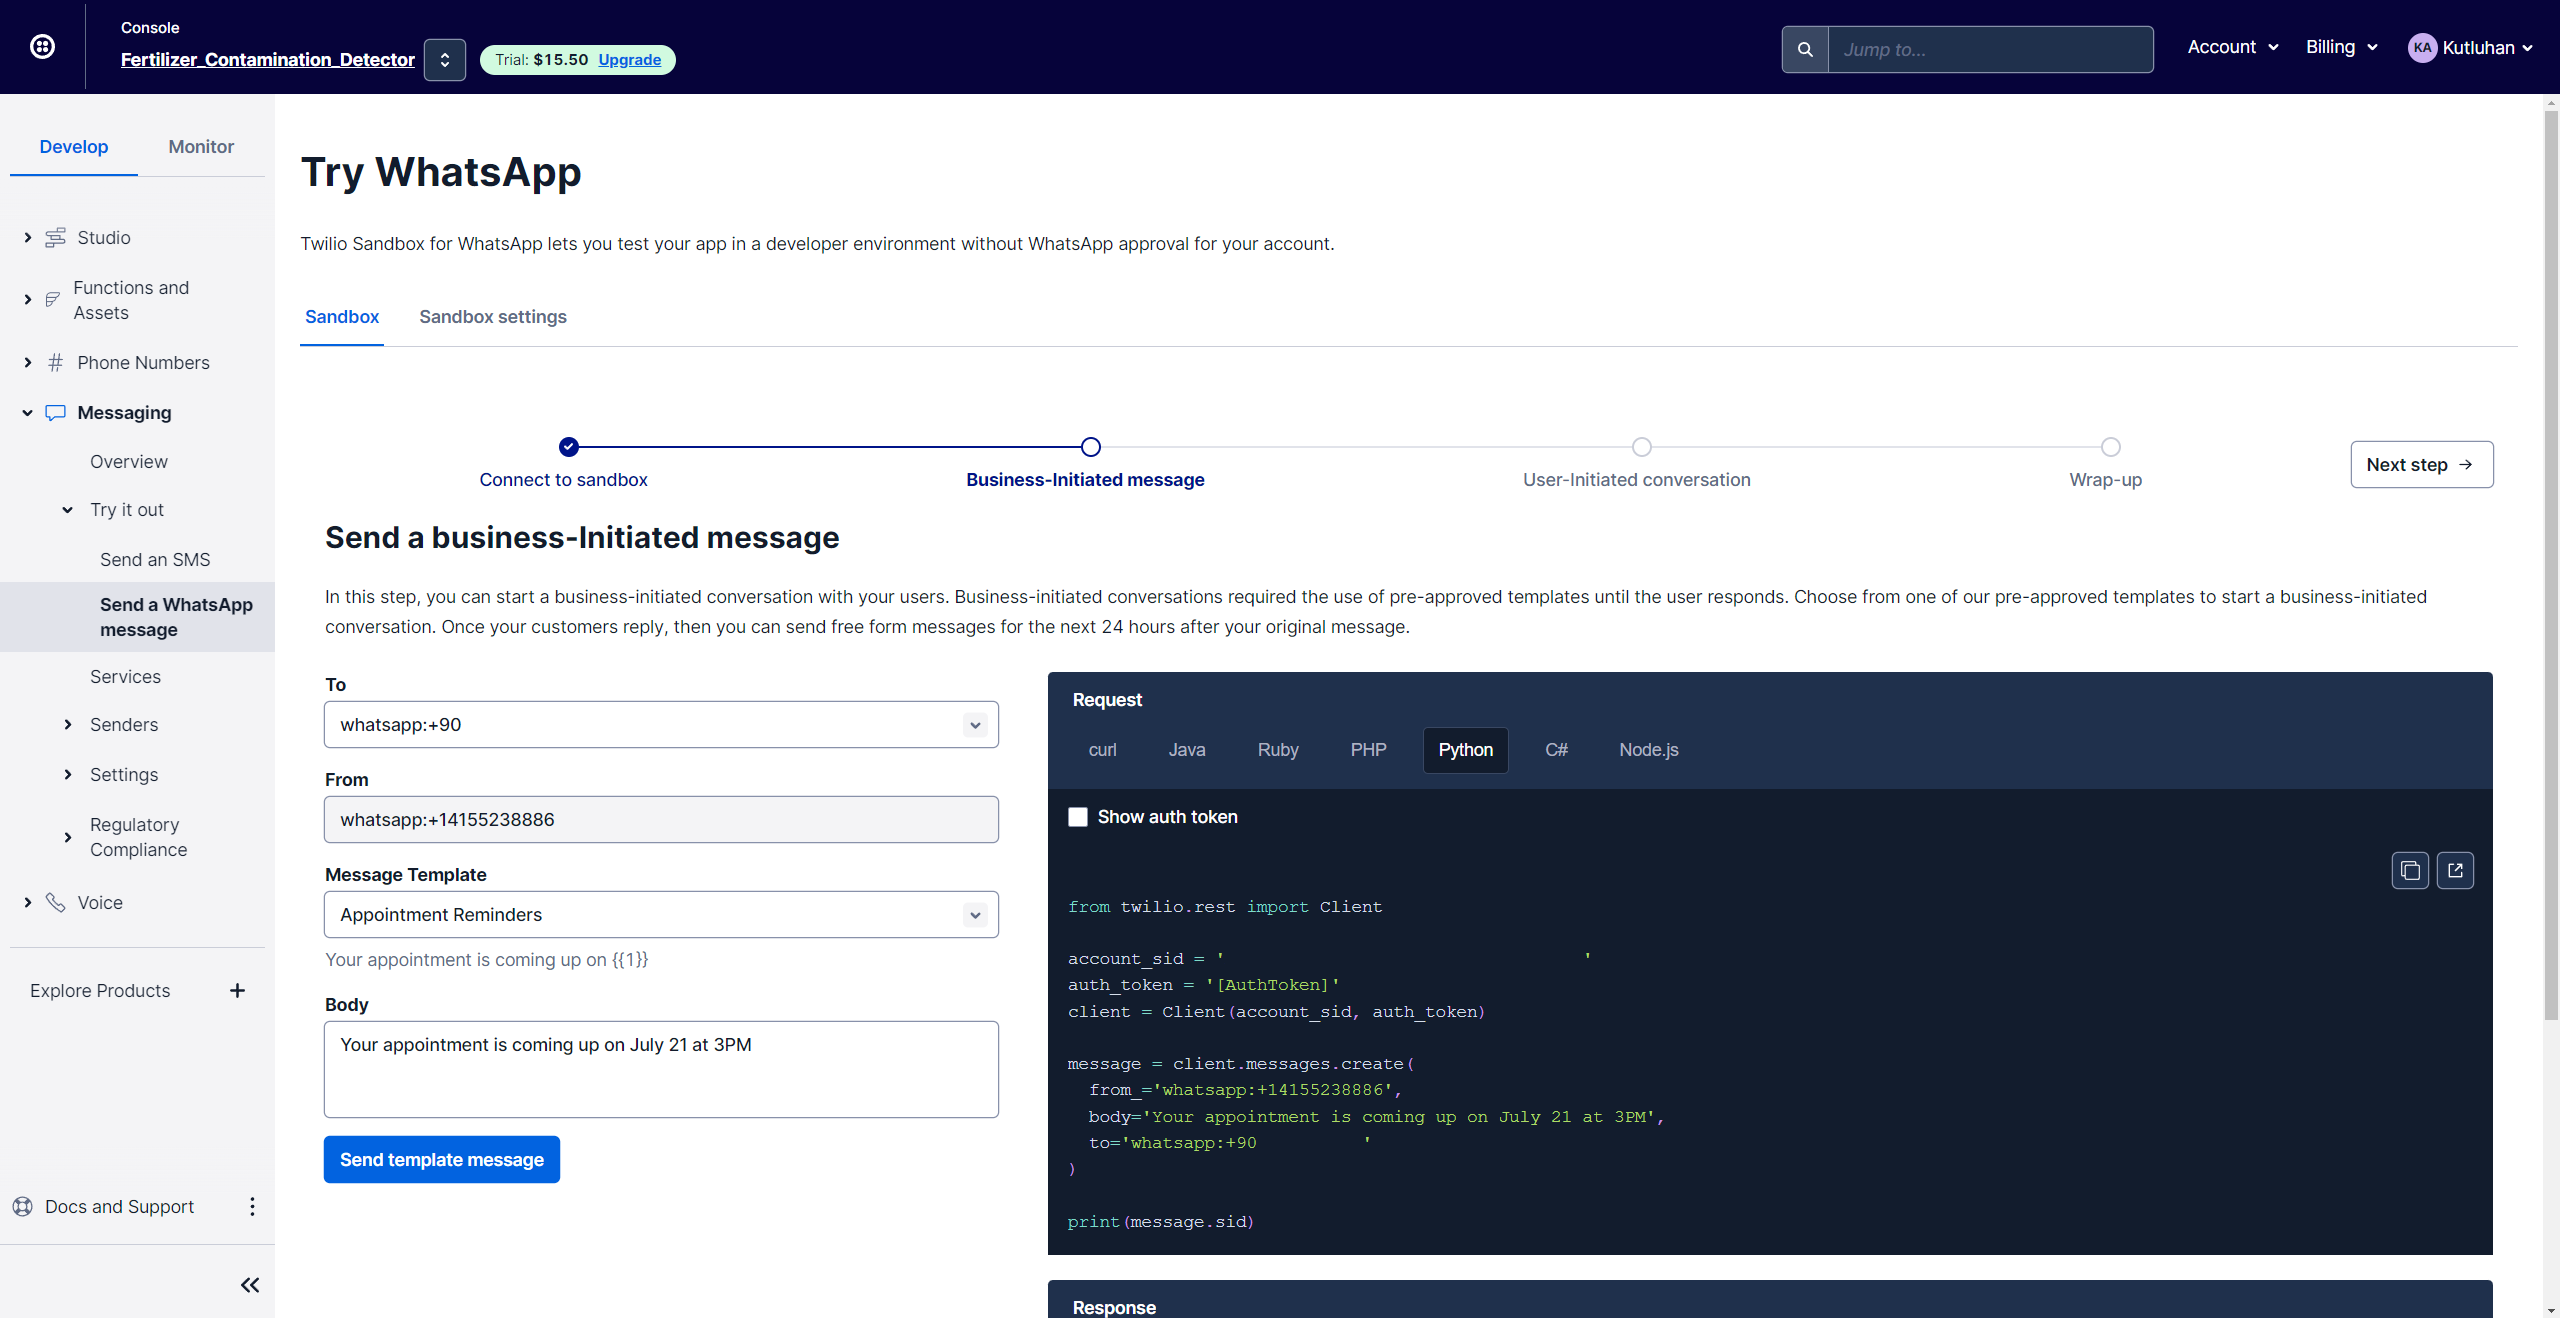 Console
Fertilizer_Contamination_Detector
Trial: $15.50 Upgrade
Jump to...
Account
Billing
KA Kutluhan
Develop
Monitor
Studio
Functions and
Assets
Phone Numbers
Messaging
Overview
Try it out
Send an SMS
Send a WhatsApp
message
Services
Senders
Settings
Regulatory
Compliance
Voice
Explore Products
Docs and Support
Try WhatsApp
Twilio Sandbox for WhatsApp lets you test your app in a developer environment without WhatsApp approval for your account.
Sandbox
Sandbox settings
Connect to sandbox
Business-Initiated message
User-Initiated conversation
Wrap-up
Next step →
Send a business-Initiated message
In this step, you can start a business-initiated conversation with your users. Business-initiated conversations required the use of pre-approved templates until the user responds. Choose from one of our pre-approved templates to start a business-initiated
conversation. Once your customers reply, then you can send free form messages for the next 24 hours after your original message.
To
whatsapp:+90
From
whatsapp:+14155238886
Message Template
Appointment Reminders
Your appointment is coming up on {{1}}
Body
Your appointment is coming up on July 21 at 3PM
Send template message
Request
curl
Java
Ruby
PHP
Python
C#
Node.js
Show auth token
from twilio.rest import Client
account_sid = ' '
auth_token = '[AuthToken]'
client = Client(account_sid, auth_token)
message = client.messages.create(
from_='whatsapp:+14155238886',
body='Your appointment is coming up on July 21 at 3PM',
to='whatsapp:+90 '
)
print(message.sid)
Response